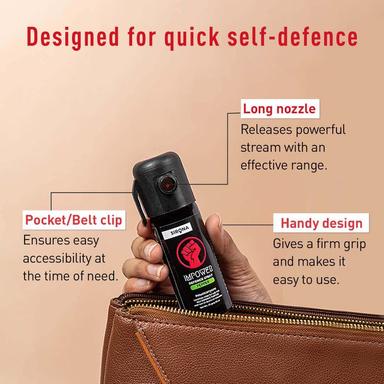 Designed for quick self-defence
Long nozzle
Releases powerful
stream with an
effective range.
Pocket/Belt clip
Ensures easy
accessibility at
the time of need.
Handy design
Gives a firm grip
and makes it
easy to use.
SIRONA
IMPOWER
PEPPER